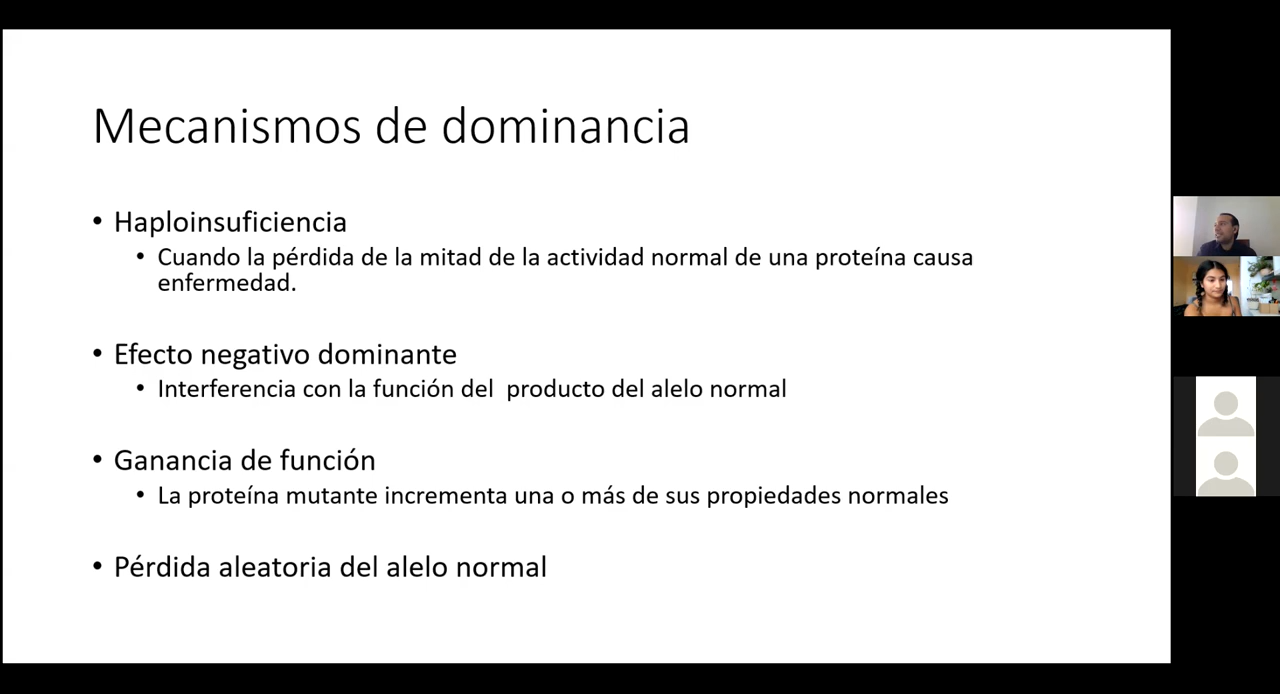 Mecanismos de dominancia
• Haploinsuficiencia
• Cuando la pérdida de la mitad de la actividad normal de una proteína causa
enfermedad.
• Efecto negativo dominante
• Interferencia con la función del  producto del alelo normal
• Ganancia de función
• La proteína mutante incrementa una o más de sus propiedades normales
• Pérdida aleatoria del alelo normal